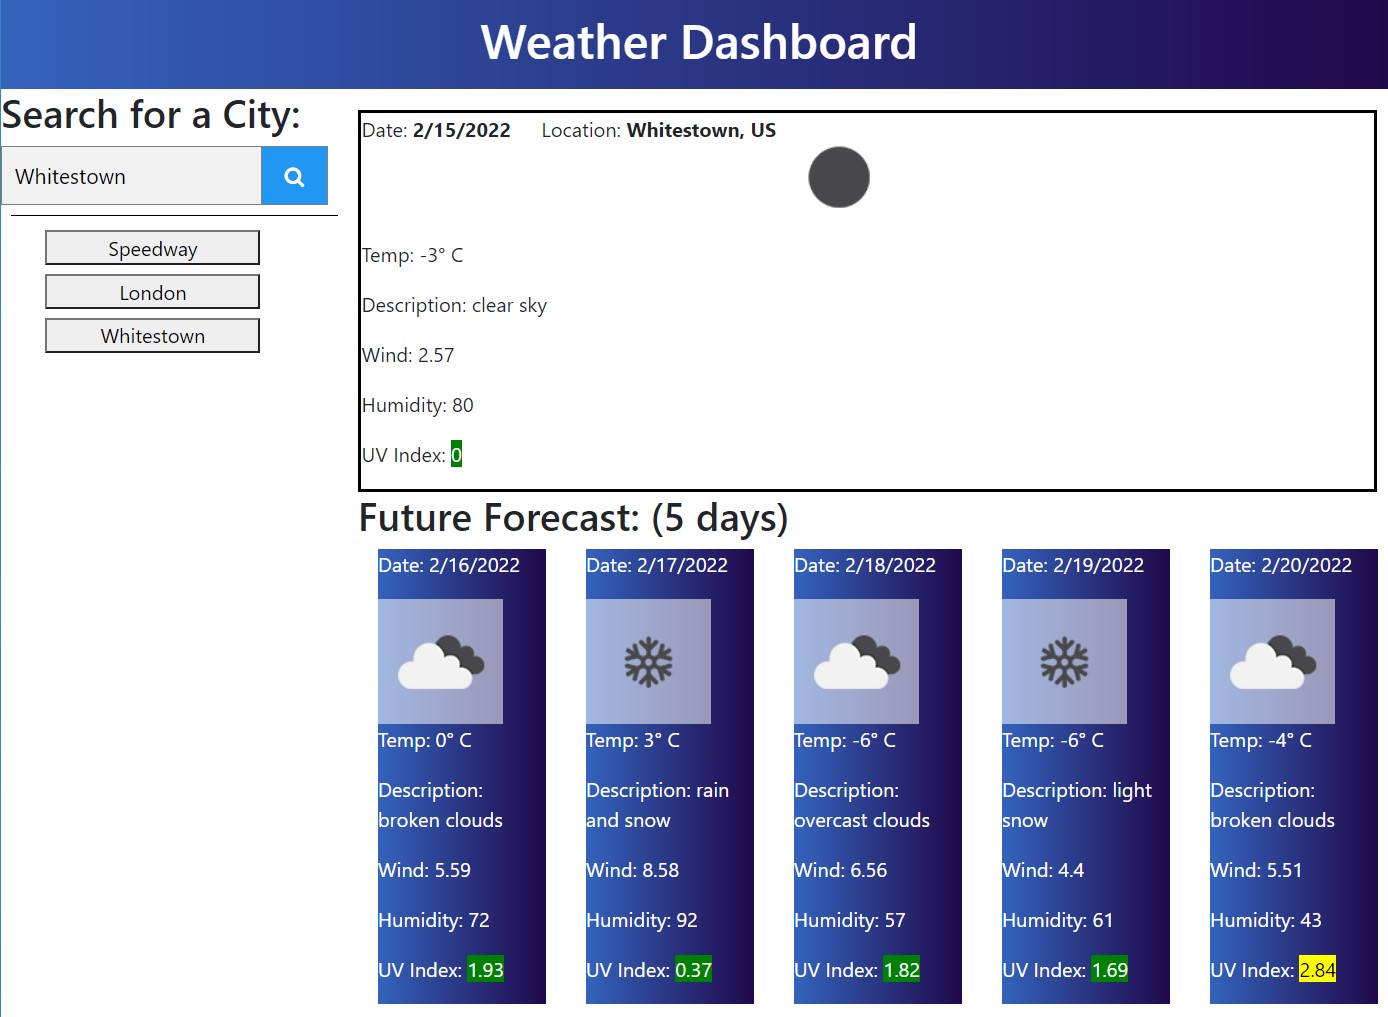 Weather Dashboard
Search for a City:
Whitestown
Speedway
London
Whitestown
Date: 2/15/2022 Location: Whitestown, US
Temp: -3° C
Description: clear sky
Wind: 2.57
Humidity: 80
UV Index: 0
Future Forecast: (5 days)
Date: 2/16/2022
Temp: 0° C
Description:
broken clouds
Wind: 5.59
Humidity: 72
UV Index: 1.93
Date: 2/17/2022
Temp: 3° C
Description: rain
and snow
Wind: 8.58
Humidity: 92
UV Index: 0.37
Date: 2/18/2022
Temp: -6° C
Description:
overcast clouds
Wind: 6.56
Humidity: 57
UV Index: 1.82
Date: 2/19/2022
Temp: -6° C
Description: light
snow
Wind: 4.4
Humidity: 61
UV Index: 1.69
Date: 2/20/2022
Temp: -4° C
Description:
broken clouds
Wind: 5.51
Humidity: 43
UV Index: 2.84